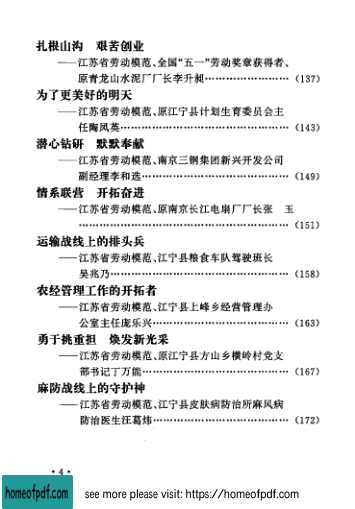 扎根山沟 艰苦创业
——江苏省劳动模范、全国“五一”劳动奖章获得者、
原青龙山水泥厂厂长李升昶…………………（137）
为了更美好的明天
——江苏省劳动模范、原江宁县计划生育委员会主
任陶凤英……………………………………（143）
潜心钻研 默默奉献
——江苏省劳动模范、南京三钢集团新兴开发公司
副经理李和选………………………………（149）
情系联营 开拓奋进
——江苏省劳动模范、原南京长江电扇厂厂长张 玉
………………………………………………（151）
运输战线上的排头兵
——江苏省劳动模范、江宁县粮食车队驾驶班长
吴兆乃………………………………………（158）
农经管理工作的开拓者
——江苏省劳动模范、江宁县上峰乡经营管理办
公室主任庞乐兴……………………………（163）
勇于挑重担 焕发新光采
——江苏省劳动模范、原江宁县方山乡横岭村党支
部书记丁万能………………………………（167）
麻防战线上的守护神
——江苏省劳动模范、江宁县皮肤病防治所麻风病
防治医生汪葛炜……………………………（172）
·4·
homeofpdf.com see more please visit: https://homeofpdf.com